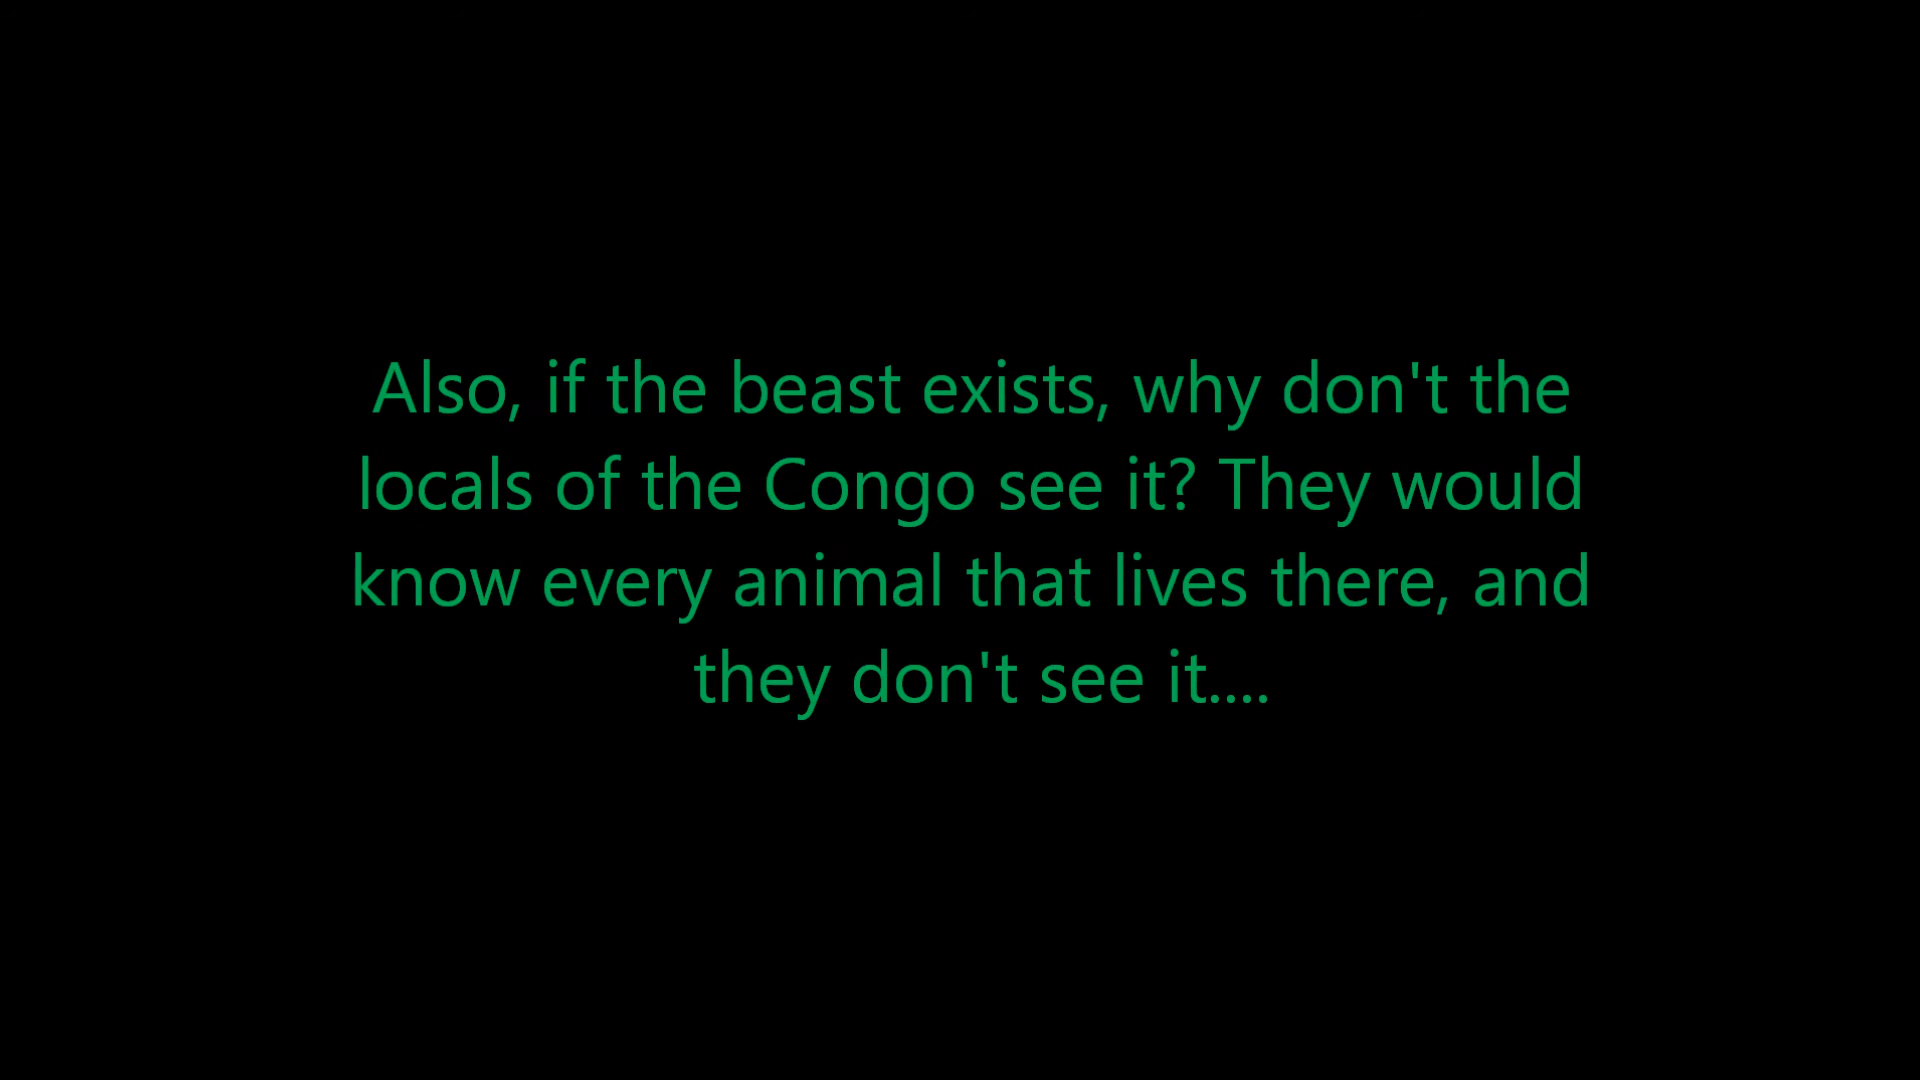 Also, if the beast exists, why don't the
locals of the Congo see it? They would
know every animal that lives there, and
they don't see it....